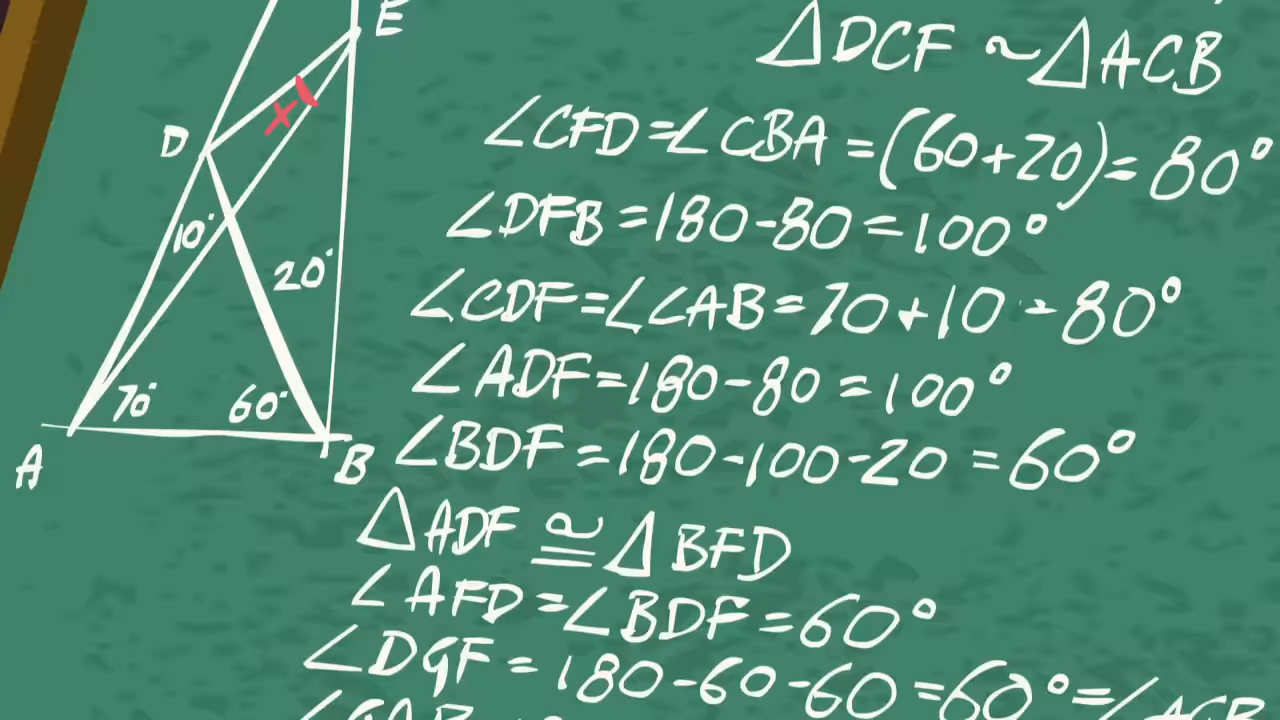 E
△DCF ~ △ACB
D
∠CFD = ∠CBA = (60+20) = 80°
x
10°
∠DFB = 180-80 = 100°
20°
∠CDF = ∠CAB = 70+10 = 80°
∠ADF = 180-80 = 100°
70° 60°
A B
∠BDF = 180-100-20 = 60°
△ADF ≅ △BFD
∠AFD = ∠BDF = 60°
∠DGF = 180-60-60 = 60° = ∠ACB
∠GAB